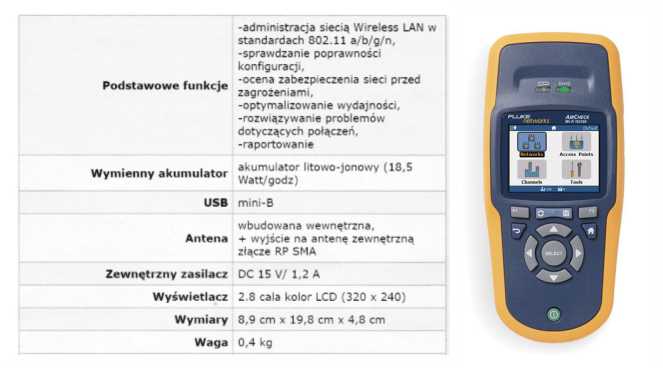 Podstawowe funkcje
-administracja siecią Wireless LAN w
standardach 802.11 a/b/g/n,
-sprawdzanie poprawności
konfiguracji,
-ocena zabezpieczenia sieci przed
zagrożeniami,
-optymalizowanie wydajności,
-rozwiązywanie problemów
dotyczących połączeń,
-raportowanie
Wymienny akumulator
akumulator litowo-jonowy (18,5
Watt/godz)
USB
mini-B
Antena
wbudowana wewnętrzna,
+ wyjście na antenę zewnętrzną
złącze RP SMA
Zewnętrzny zasilacz
DC 15 V/ 1,2 A
Wyświetlacz
2.8 cala kolor LCD (320 x 240)
Wymiary
8,9 cm x 19,8 cm x 4,8 cm
Waga
0,4 kg
FLUKE
networks
AirCheck
Wi-Fi TESTER
Default
Networks
Access Points
Channels
Tools
SELECT